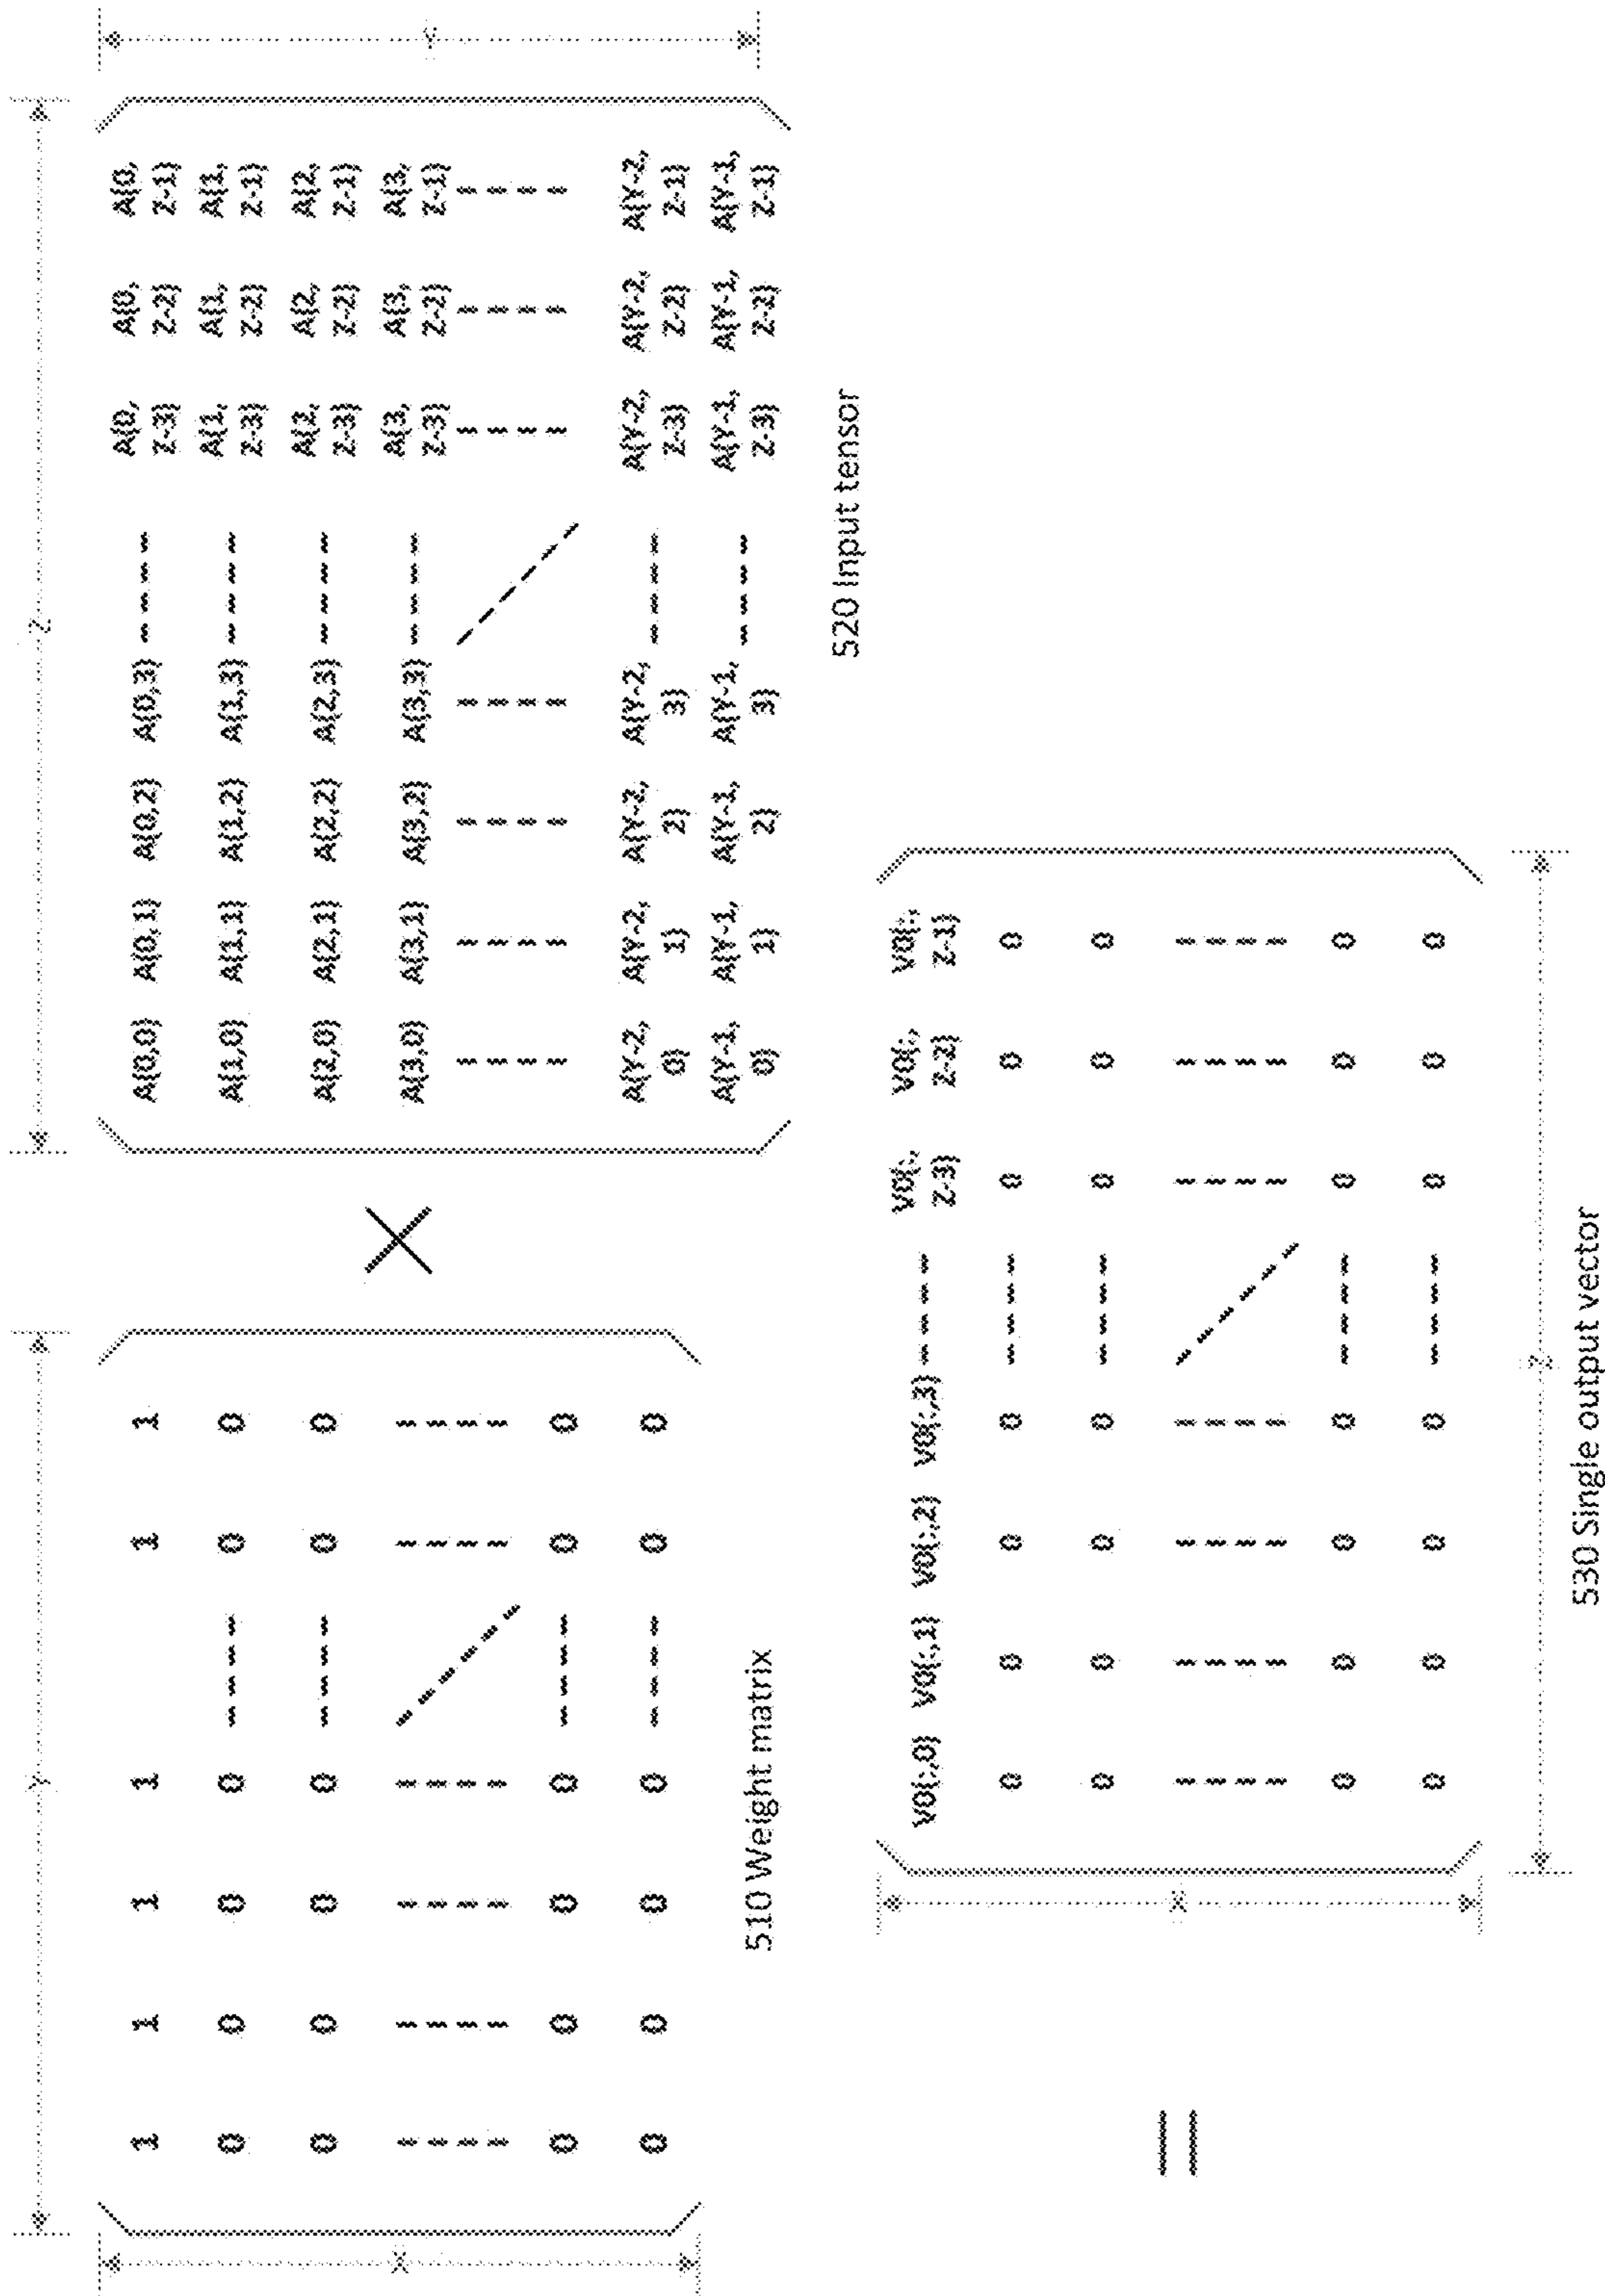 Y
X
1 1 1 1 1 1
0 0 0 0 0 0
0 0 0 0 0 0
0 0 0 0 0 0
0 0 0 0 0 0
510 Weight matrix
×
Z
Y
A[0,0] A[0,1] A[0,2] A[0,3] A[0, Z-3] A[0, Z-2] A[0, Z-1]
A[1,0] A[1,1] A[1,2] A[1,3] A[1, Z-3] A[1, Z-2] A[1, Z-1]
A[2,0] A[2,1] A[2,2] A[2,3] A[2, Z-3] A[2, Z-2] A[2, Z-1]
A[3,0] A[3,1] A[3,2] A[3,3] A[3, Z-3] A[3, Z-2] A[3, Z-1]
A[Y-2, 0] A[Y-2, 1] A[Y-2, 2] A[Y-2, 3] A[Y-2, Z-3] A[Y-2, Z-2] A[Y-2, Z-1]
A[Y-1, 0] A[Y-1, 1] A[Y-1, 2] A[Y-1, 3] A[Y-1, Z-3] A[Y-1, Z-2] A[Y-1, Z-1]
520 Input tensor
=
X
V0[:,0] V0[:,1] V0[:,2] V0[:,3] V0[:, Z-3] V0[:, Z-2] V0[:, Z-1]
0 0 0 0 0 0 0
0 0 0 0 0 0 0
0 0 0 0 0 0 0
0 0 0 0 0 0 0
Z
530 Single output vector